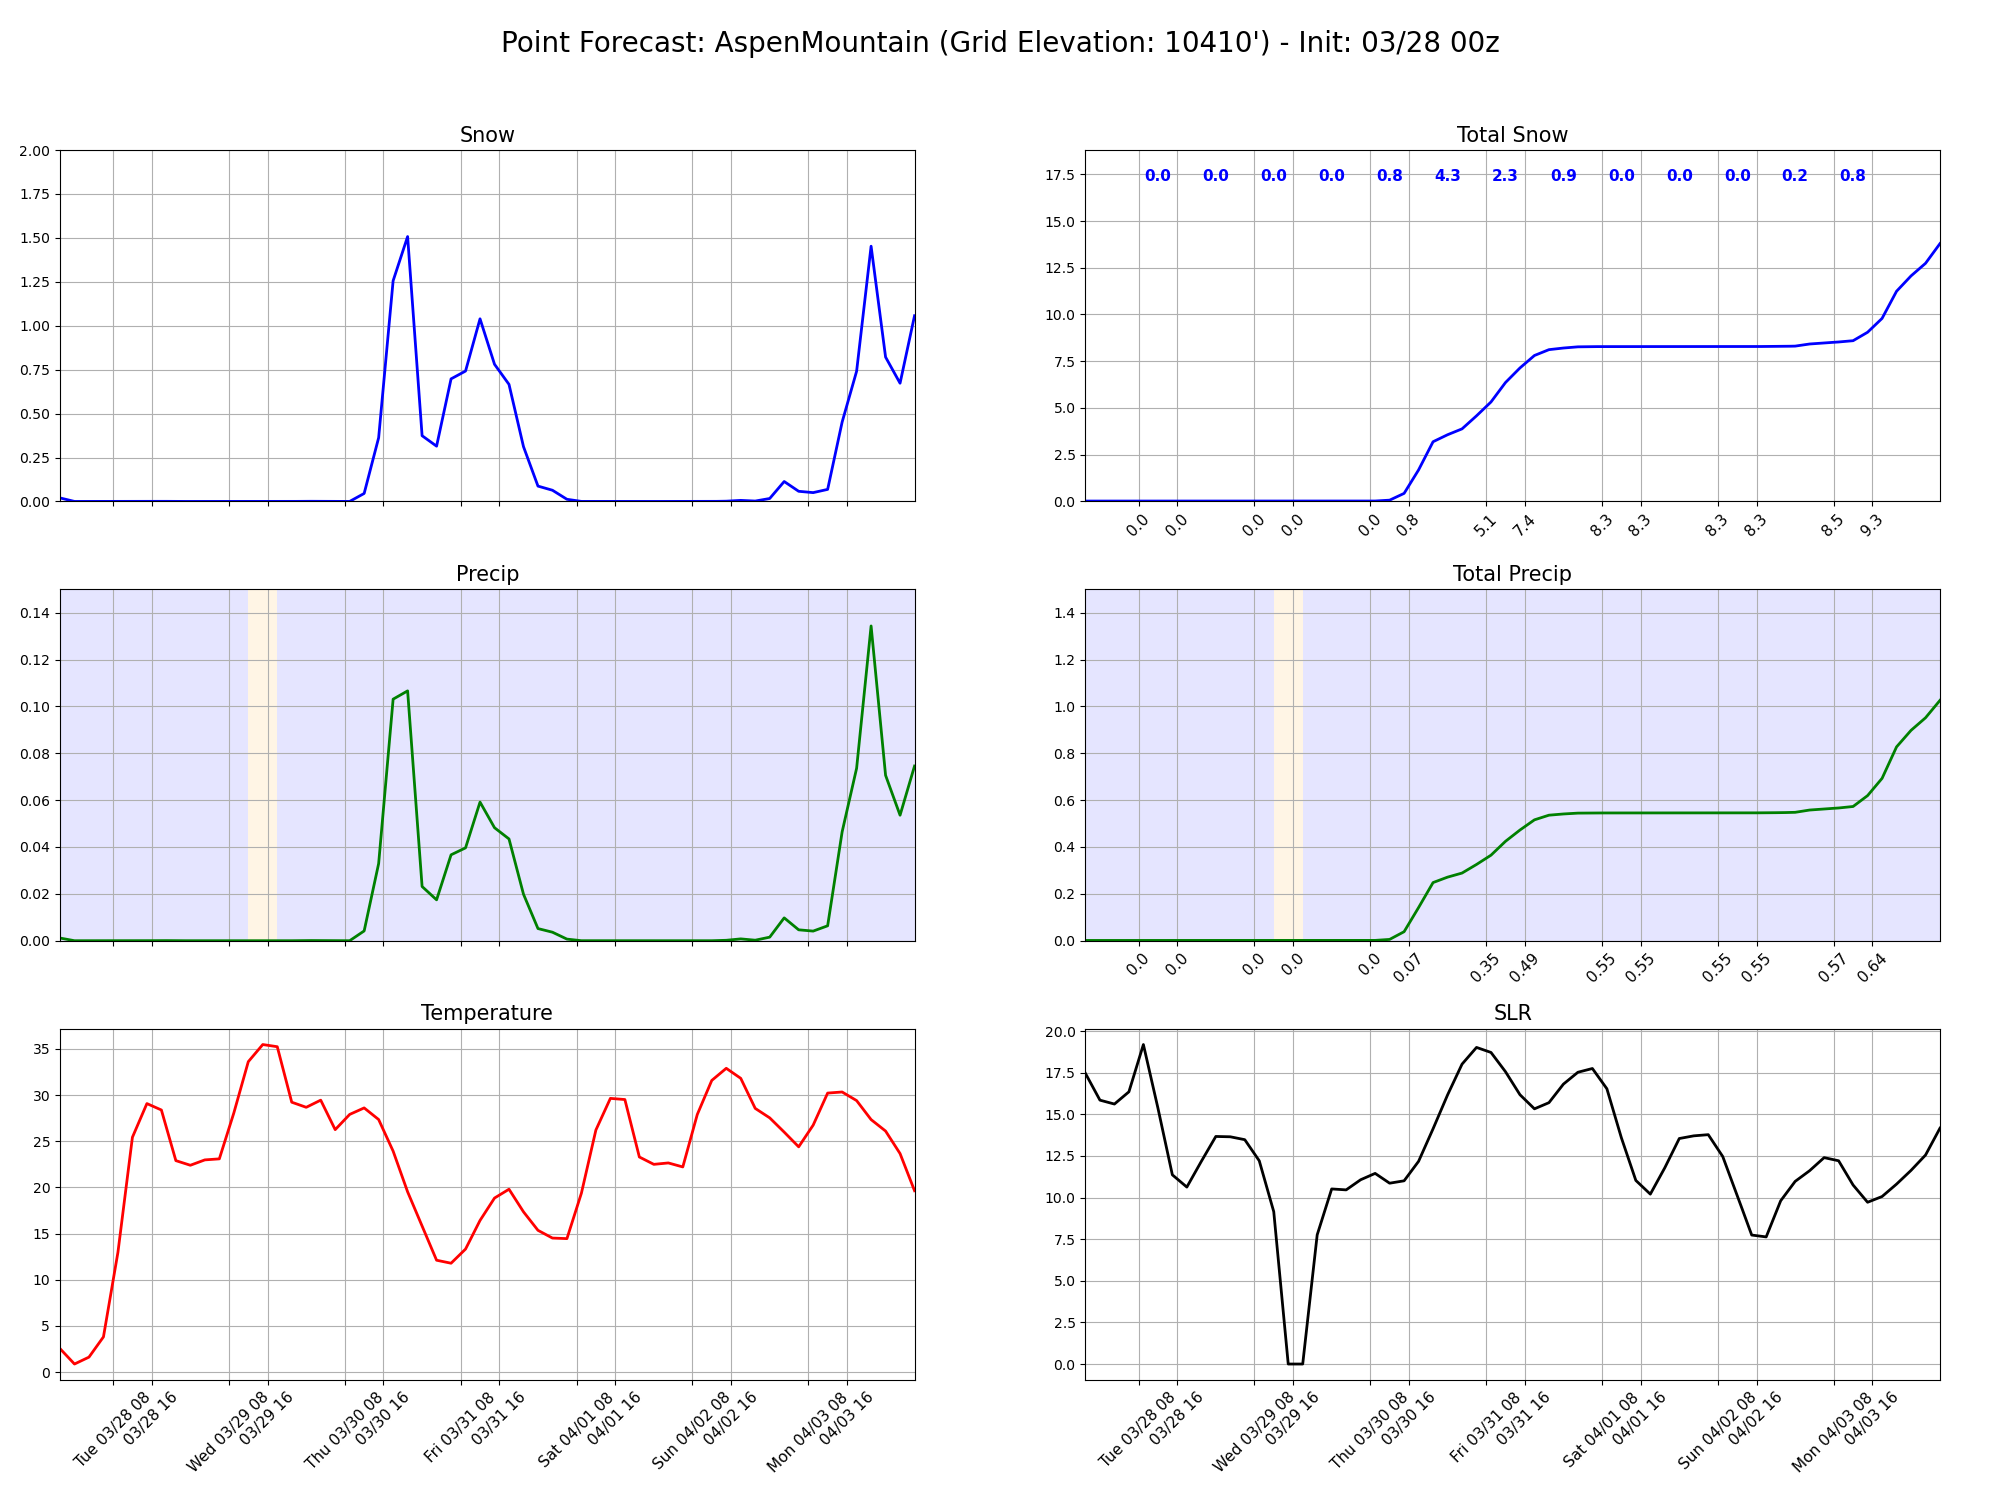 Point Forecast: AspenMountain (Grid Elevation: 10410') - Init: 03/28 00z
Snow
2.00
1.75
1.50
1.25
1.00
0.75
0.50
0.25
0.00
Total Snow
0.0 0.0 0.0 0.0 0.8 4.3 2.3 0.9 0.0 0.0 0.0 0.2 0.8
17.5
15.0
12.5
10.0
7.5
5.0
2.5
0.0
0.0 0.0 0.0 0.0 0.0 0.8 5.1 7.4 8.3 8.3 8.3 8.3 8.5 9.3
Precip
0.14
0.12
0.10
0.08
0.06
0.04
0.02
0.00
Total Precip
1.4
1.2
1.0
0.8
0.6
0.4
0.2
0.0
0.0 0.0 0.0 0.0 0.0 0.07 0.35 0.49 0.55 0.55 0.55 0.55 0.57 0.64
Temperature
35
30
25
20
15
10
5
0
Tue 03/28 08
03/28 16
Wed 03/29 08
03/29 16
Thu 03/30 08
03/30 16
Fri 03/31 08
03/31 16
Sat 04/01 08
04/01 16
Sun 04/02 08
04/02 16
Mon 04/03 08
04/03 16
SLR
20.0
17.5
15.0
12.5
10.0
7.5
5.0
2.5
0.0
Tue 03/28 08
03/28 16
Wed 03/29 08
03/29 16
Thu 03/30 08
03/30 16
Fri 03/31 08
03/31 16
Sat 04/01 08
04/01 16
Sun 04/02 08
04/02 16
Mon 04/03 08
04/03 16